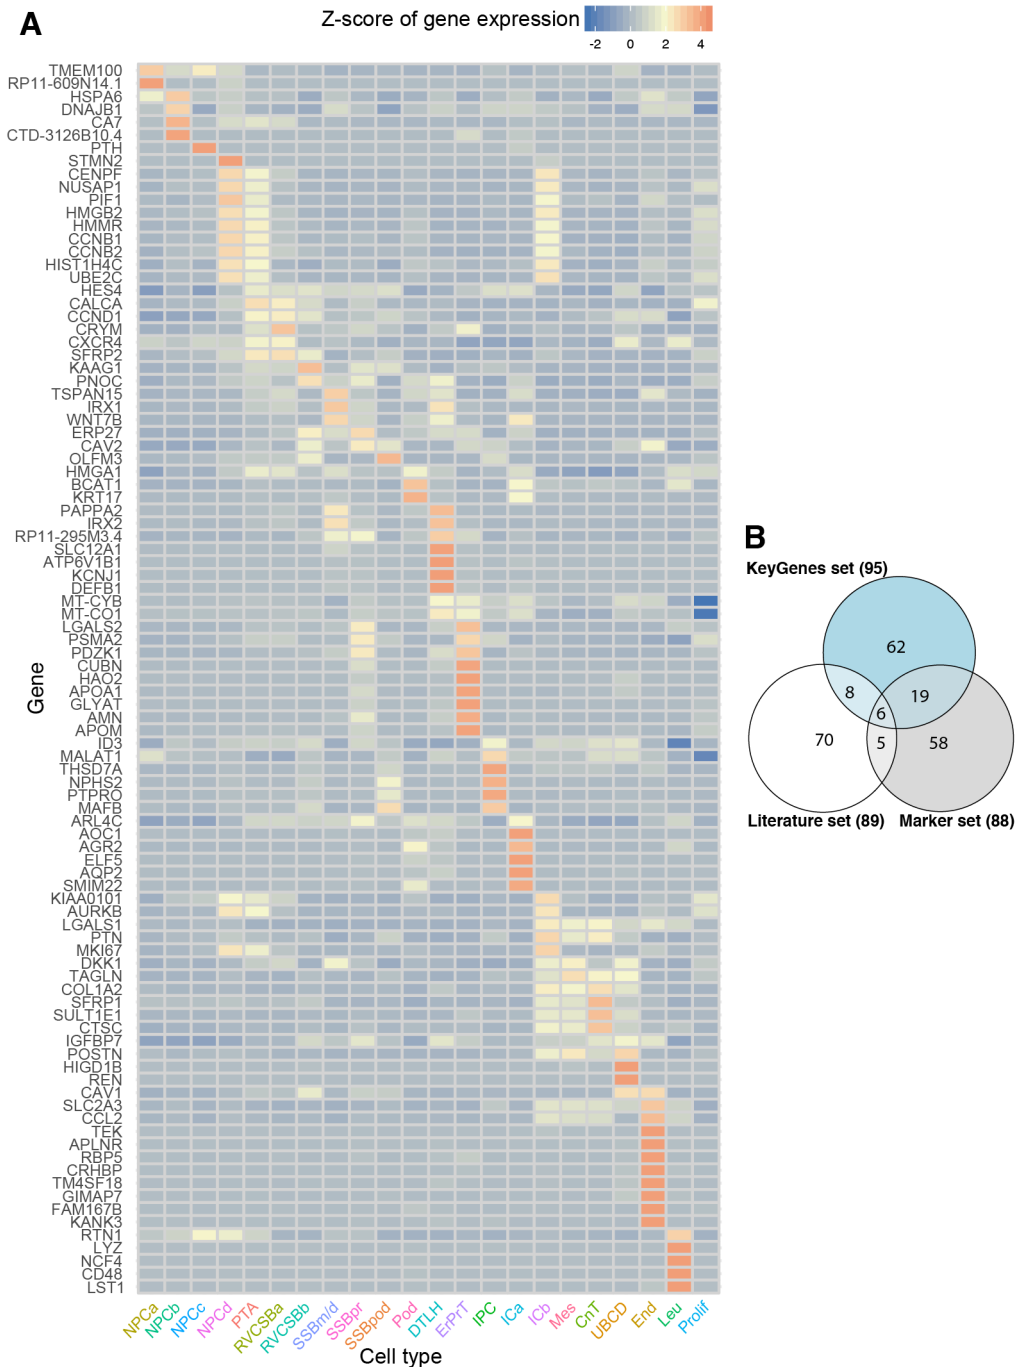 A
Z-score of gene expression
-2 0 2 4
TMEM100
RP11-609N14.1
HSPA6
DNAJB1
CA7
CTD-3126B10.4
PTH
STMN2
CENPF
NUSAP1
PIF1
HMGB2
HMMR
CCNB1
CCNB2
HIST1H4C
UBE2C
HES4
CALCA
CCND1
CRYM
CXCR4
SFRP2
KAAG1
PNOC
TSPAN15
IRX1
WNT7B
ERP27
CAV2
OLFM3
HMGA1
BCAT1
KRT17
PAPPA2
IRX2
RP11-295M3.4
SLC12A1
ATP6V1B1
KCNJ1
DEFB1
MT-CYB
MT-CO1
LGALS2
PSMA2
PDZK1
CUBN
HAO2
APOA1
GLYAT
AMN
APOM
ID3
MALAT1
THSD7A
NPHS2
PTPRO
MAFB
ARL4C
AOC1
AGR2
ELF5
AQP2
SMIM22
KIAA0101
AURKB
LGALS1
PTN
MKI67
DKK1
TAGLN
COL1A2
SFRP1
SULT1E1
CTSC
IGFBP7
POSTN
HIGD1B
REN
CAV1
SLC2A3
CCL2
TEK
APLNR
RBP5
CRHBP
TM4SF18
GIMAP7
FAM167B
KANK3
RTN1
LYZ
NCF4
CD48
LST1
Gene
NPCa NPCb NPCc NPCd PTA RVCSBa RVCSBb SSBm/d SSBpr SSBpod Pod DTLH ErPrT IPC ICa ICb Mes CnT UBCD End Leu Prolif
Cell type
B
KeyGenes set (95)
62
8 19
6
70 5 58
Literature set (89) Marker set (88)